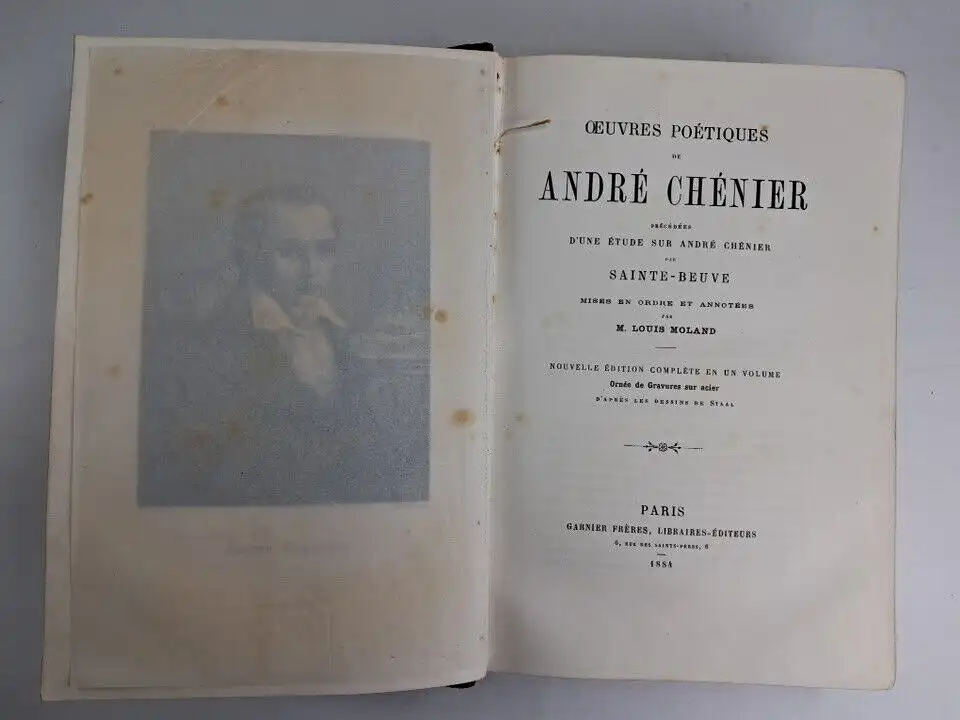 ŒUVRES POÉTIQUES
DE
ANDRÉ CHÉNIER
PRÉCÉDÉES
D'UNE ÉTUDE SUR ANDRÉ CHÉNIER
PAR
SAINTE-BEUVE
MISES EN ORDRE ET ANNOTÉES
PAR
M. LOUIS MOLAND
NOUVELLE ÉDITION COMPLÈTE EN UN VOLUME
Ornée de Gravures sur acier
D'APRÈS LES DESSINS DE STAAL
PARIS
GARNIER FRÈRES, LIBRAIRES-ÉDITEURS
6, RUE DES SAINTS-PÈRES, 6
1884